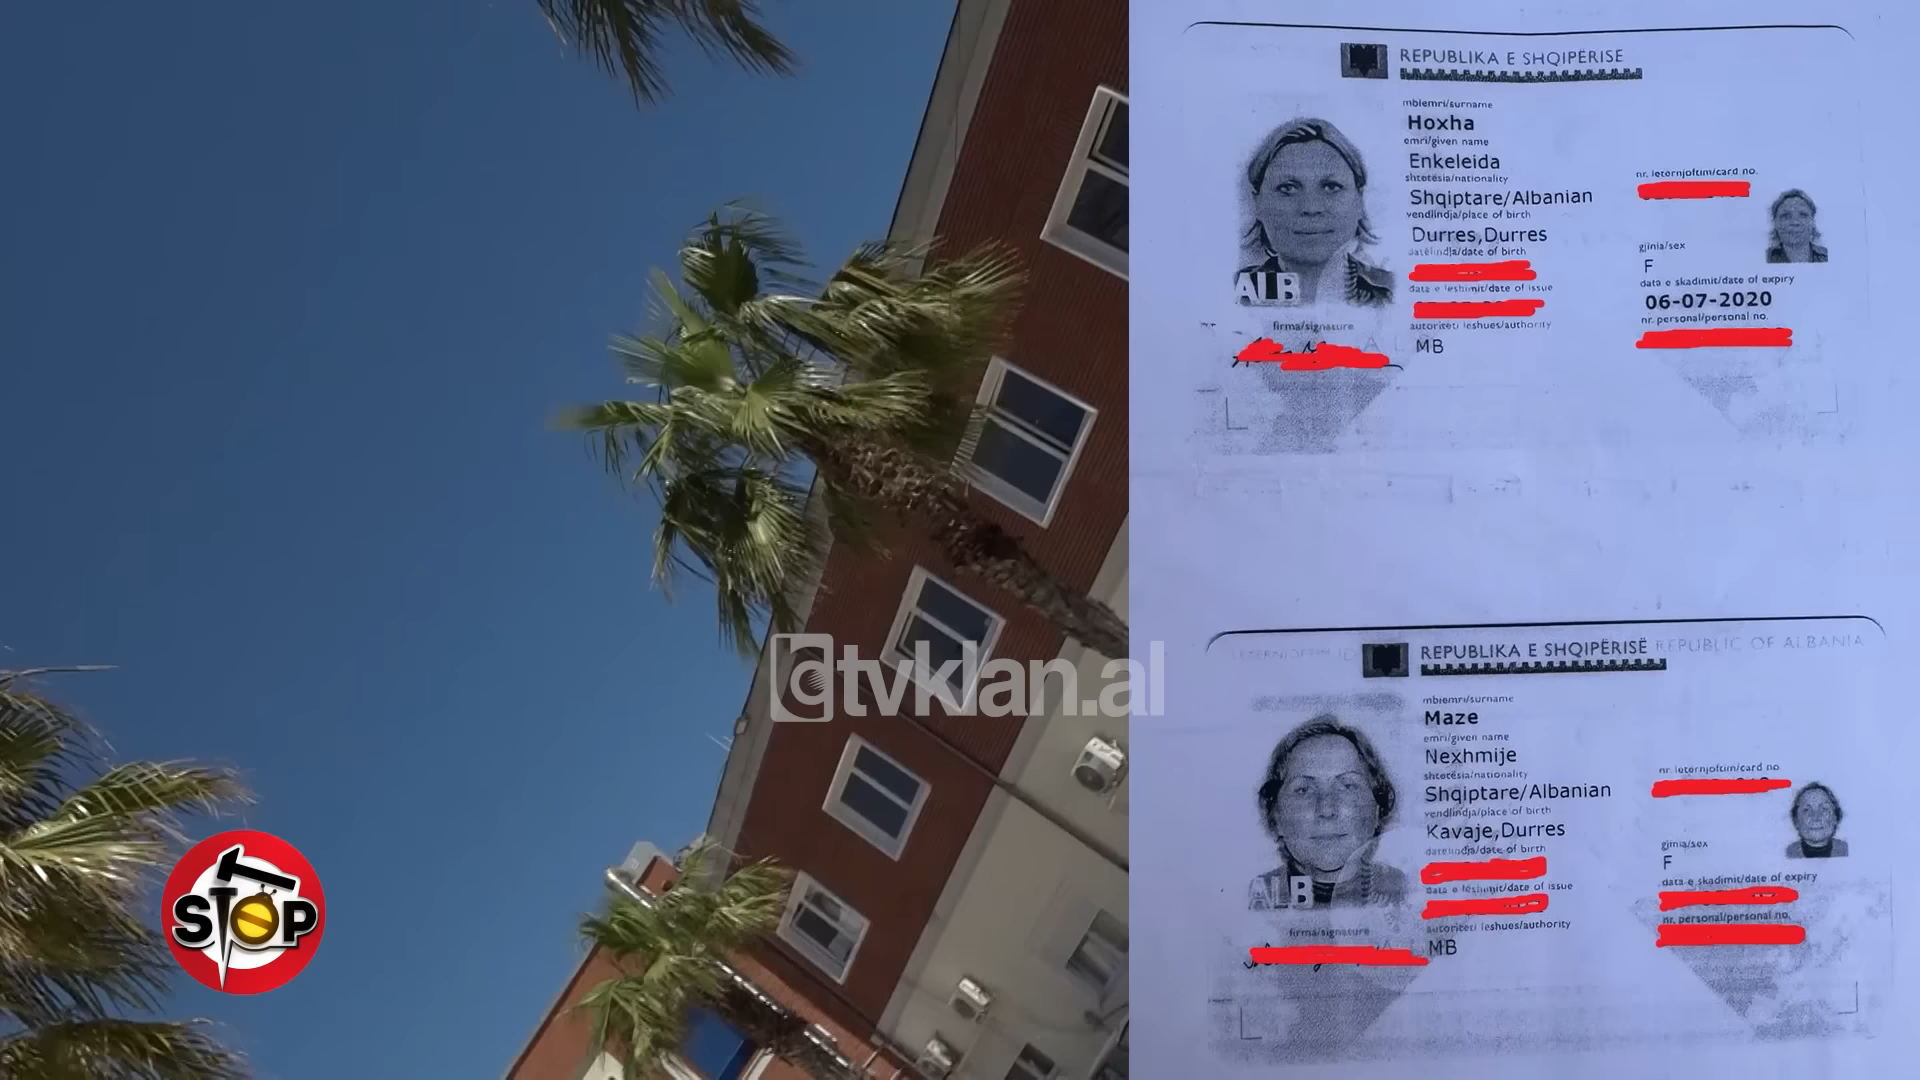 REPUBLIKA E SHQIPËRISE
mbiemri/surname
Hoxha
emri/given name
Enkeleida
shtetësia/nationality
Shqiptare/Albanian
vendlindja/place of birth
Durres,Durres
datëlindja/date of birth
data e lëshimit/date of issue
autoriteti lëshues/authority
MB
nr. letërnjoftim/card no.
gjinia/sex
F
data e skadimit/date of expiry
06-07-2020
nr. personal/personal no.
ALB
firma/signature
REPUBLIKA E SHQIPËRISË REPUBLIC OF ALBANIA
mbiemri/surname
Maze
emri/given name
Nexhmije
shtetësia/nationality
Shqiptare/Albanian
vendlindja/place of birth
Kavaje,Durres
datëlindja/date of birth
data e lëshimit/date of issue
autoriteti lëshues/authority
MB
nr. letërnjoftim/card no.
gjinia/sex
F
data e skadimit/date of expiry
nr. personal/personal no.
ALB
firma/signature
tvklan.al
STOP